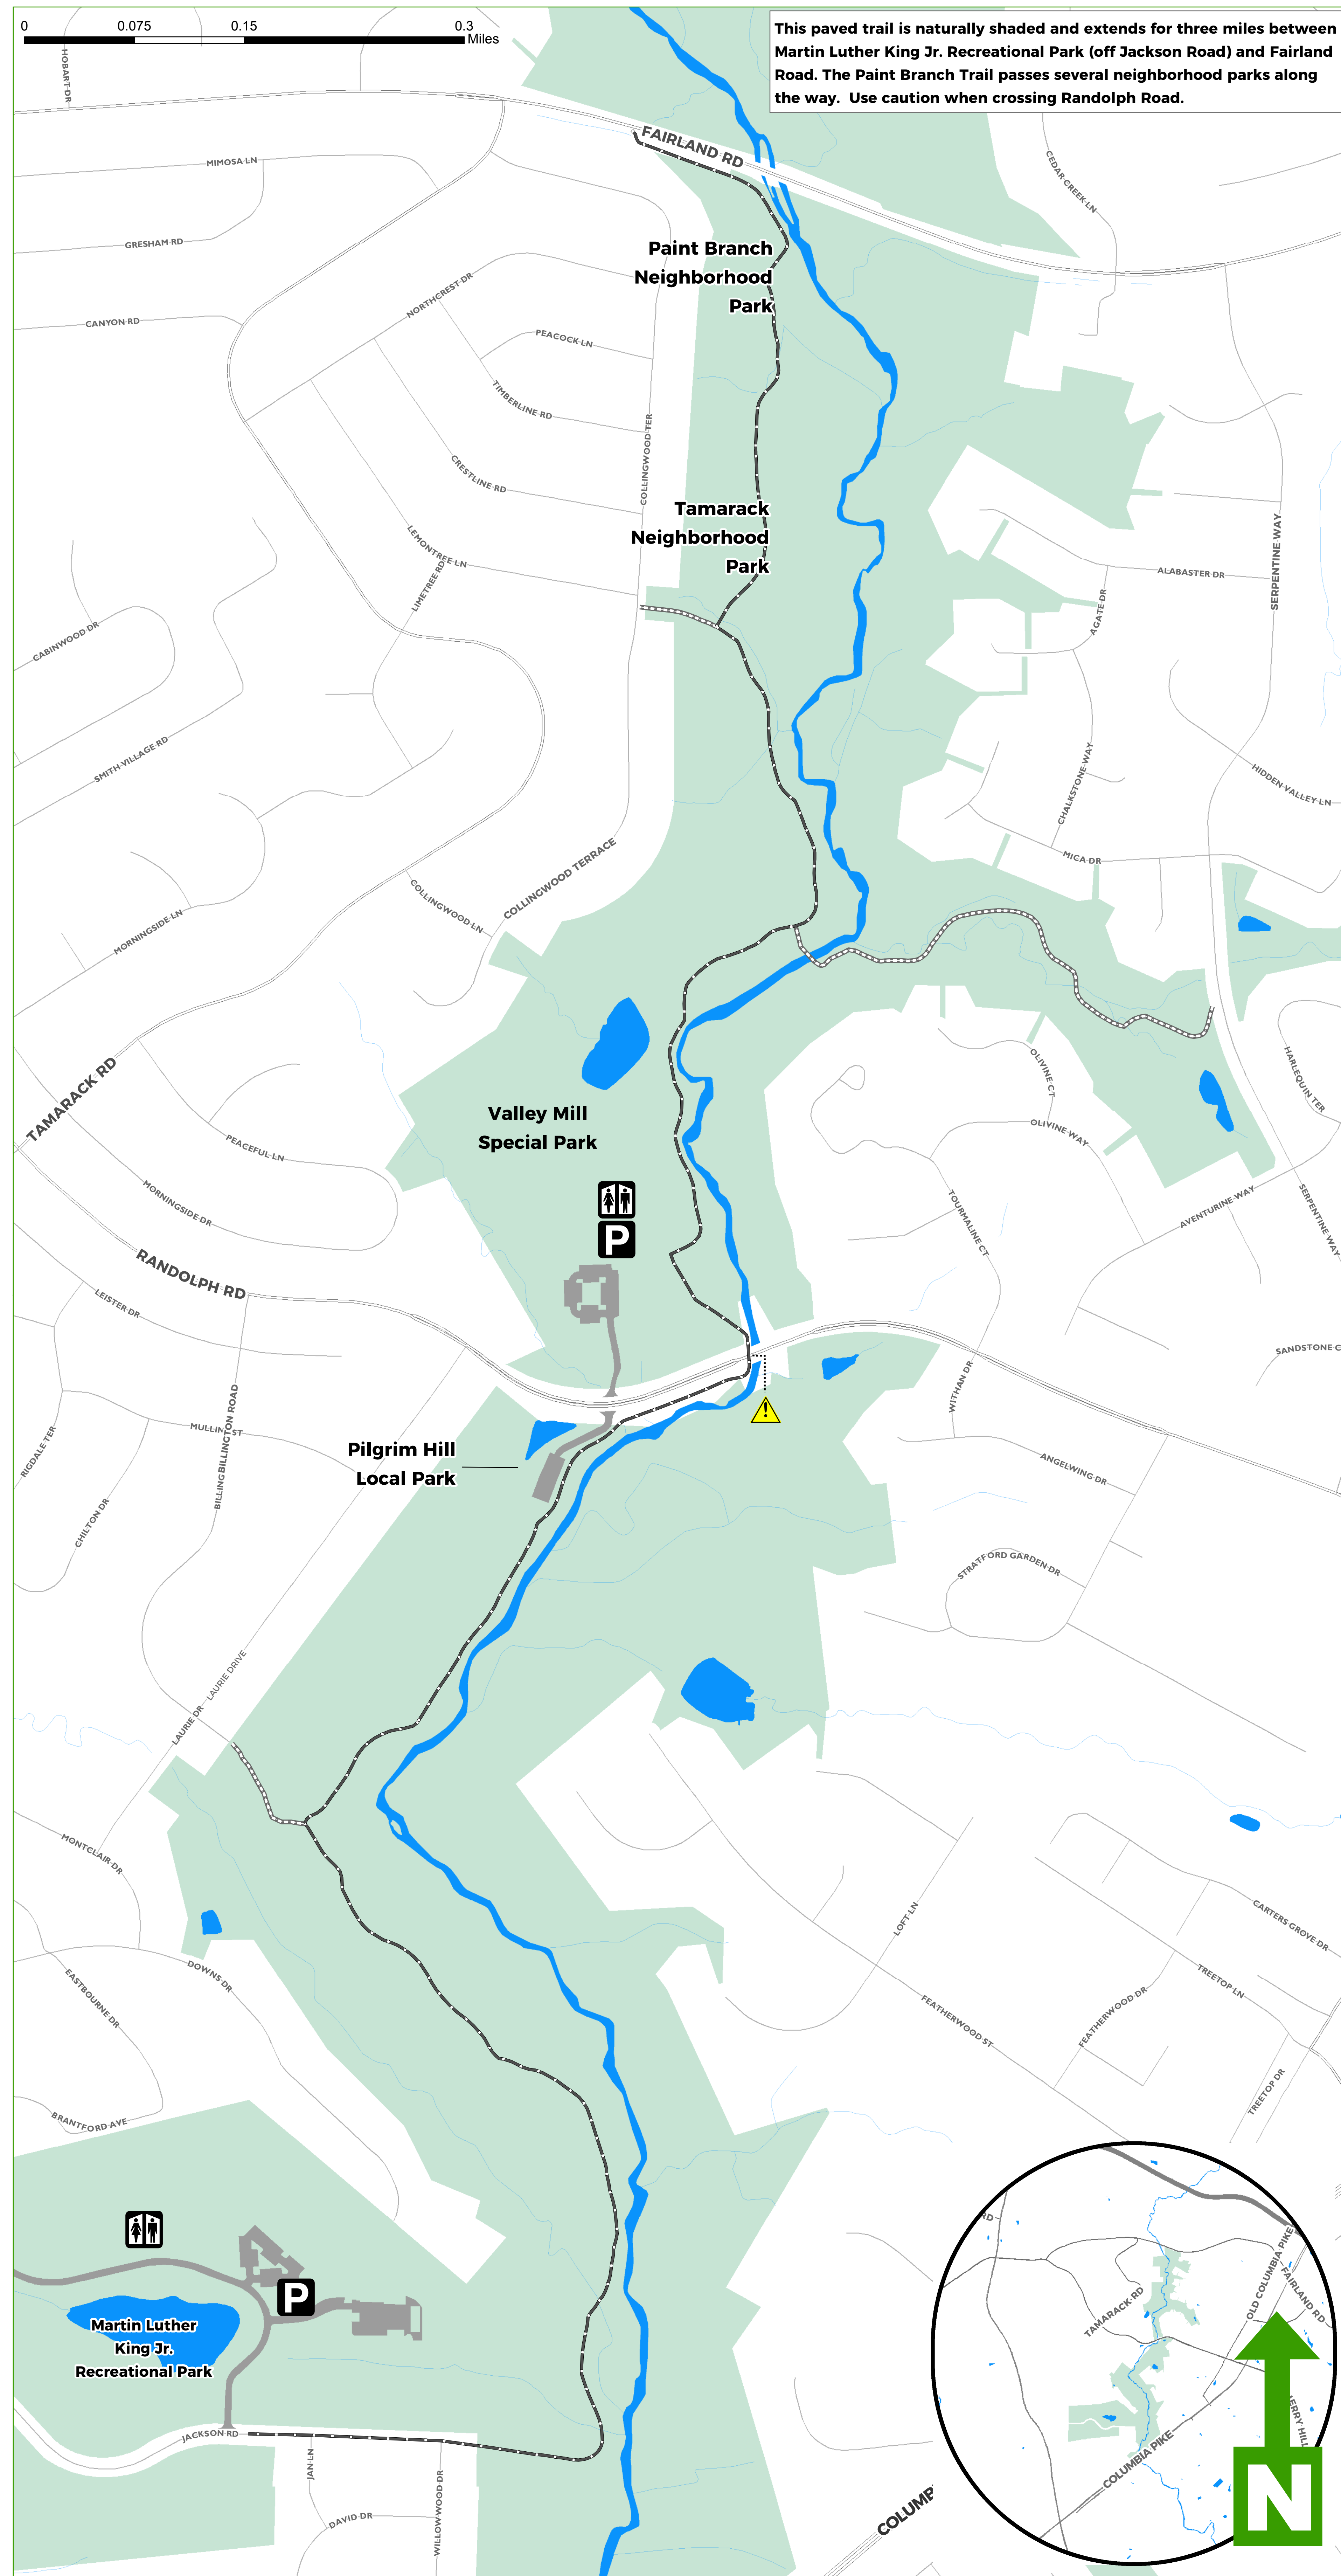 0 0.075 0.15 0.3
Miles
This paved trail is naturally shaded and extends for three miles between
Martin Luther King Jr. Recreational Park (off Jackson Road) and Fairland
Road. The Paint Branch Trail passes several neighborhood parks along
the way.  Use caution when crossing Randolph Road.
HOBART DR
FAIRLAND RD
MIMOSA LN
CEDAR CREEK LN
GRESHAM RD
Paint Branch
Neighborhood
Park
NORTHCREST DR
CANYON RD
PEACOCK LN
TIMBERLINE RD
COLLINGWOOD TER
CRESTLINE RD
Tamarack
Neighborhood
Park
LEMONTREE LN
LIMETREE RD
SERPENTINE WAY
ALABASTER DR
AGATE DR
CABINWOOD DR
SMITH VILLAGE RD
HIDDEN VALLEY LN
CHALKSTONE WAY
MICA DR
COLLINGWOOD TERRACE
COLLINGWOOD LN
MORNINGSIDE LN
TAMARACK RD
OLIVINE CT
HARLEQUIN TER
Valley Mill
Special Park
PEACEFUL LN
OLIVINE WAY
MORNINGSIDE DR
AVENTURINE WAY
SERPENTINE WAY
TOURMALINE CT
P
RANDOLPH RD
LEISTER DR
SANDSTONE C
WITHAN DR
!
BILLINGTON ROAD
BILLING
MULLIN ST
RIGDALE TER
Pilgrim Hill
Local Park
ANGELWING DR
CHILTON DR
STRATFORD GARDEN DR
LAURIE DRIVE
LAURIE DR
MONTCLAIR DR
LOFT LN
CARTERS GROVE DR
DOWNS DR
EASTBOURNE DR
TREETOP LN
FEATHERWOOD DR
FEATHERWOOD ST
TREETOP DR
BRANTFORD AVE
P
Martin Luther
King Jr.
Recreational Park
JACKSON RD
JAN LN
DAVID DR
WILLOW WOOD DR
COLUMB
RD
OLD COLUMBIA PIKE
FAIRLAND RD
TAMARACK RD
ERRY HILL
COLUMBIA PIKE
N